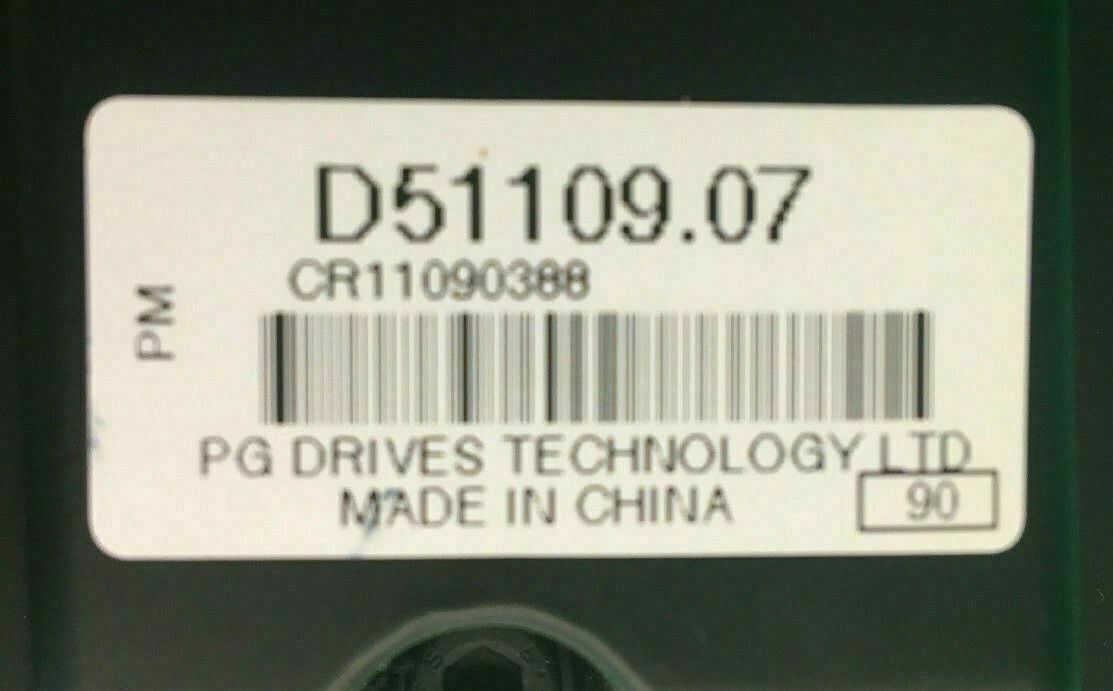 D51109.07
CR11090388
PM
PG DRIVES TECHNOLOGY LTD
MADE IN CHINA
90